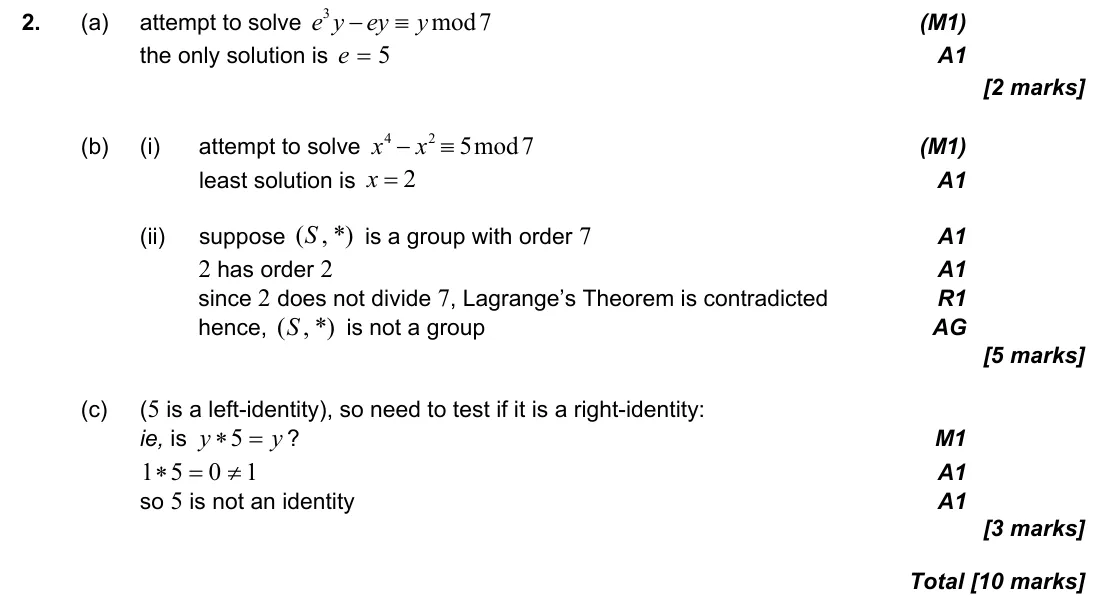 2. (a) attempt to solve e³y − ey ≡ y mod 7 (M1)
the only solution is e = 5 A1
[2 marks]
(b) (i) attempt to solve x⁴ − x² ≡ 5 mod 7 (M1)
least solution is x = 2 A1
(ii) suppose (S, *) is a group with order 7 A1
2 has order 2 A1
since 2 does not divide 7, Lagrange’s Theorem is contradicted R1
hence, (S, *) is not a group AG
[5 marks]
(c) (5 is a left-identity), so need to test if it is a right-identity:
ie, is y * 5 = y ? M1
1 * 5 = 0 ≠ 1 A1
so 5 is not an identity A1
[3 marks]
Total [10 marks]